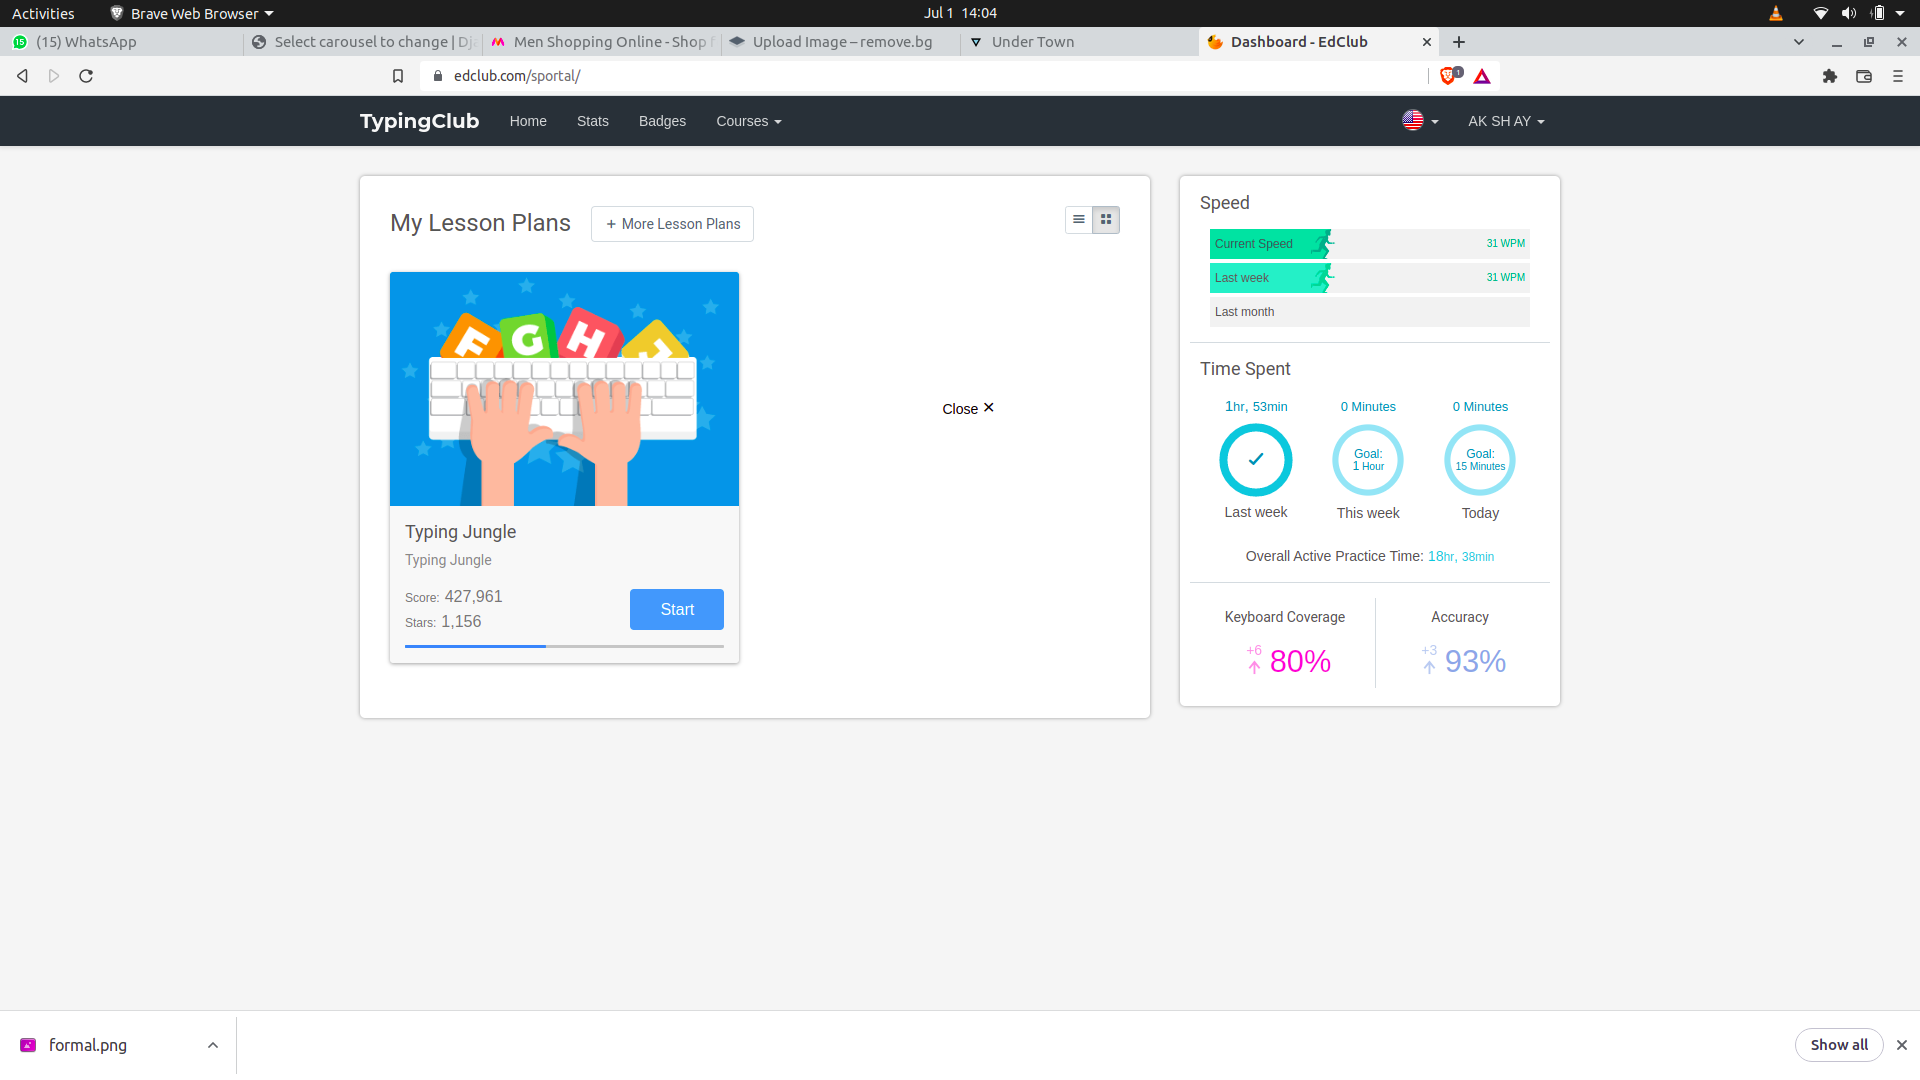 Activities
Brave Web Browser
Jul 1 14:04
15
(15) WhatsApp
Select carousel to change | Dj
Men Shopping Online - Shop f
Upload Image – remove.bg
Under Town
Dashboard - EdClub
edclub.com/sportal/
1
TypingClub
Home
Stats
Badges
Courses
AK SH AY
My Lesson Plans
+ More Lesson Plans
F
G
H
J
Typing Jungle
Typing Jungle
Score: 427,961
Stars: 1,156
Start
Close ✕
Speed
Current Speed
31 WPM
Last week
31 WPM
Last month
Time Spent
1hr, 53min
0 Minutes
0 Minutes
Goal:
1 Hour
Goal:
15 Minutes
Last week
This week
Today
Overall Active Practice Time: 18hr, 38min
Keyboard Coverage
Accuracy
+6
80%
+3
93%
formal.png
Show all